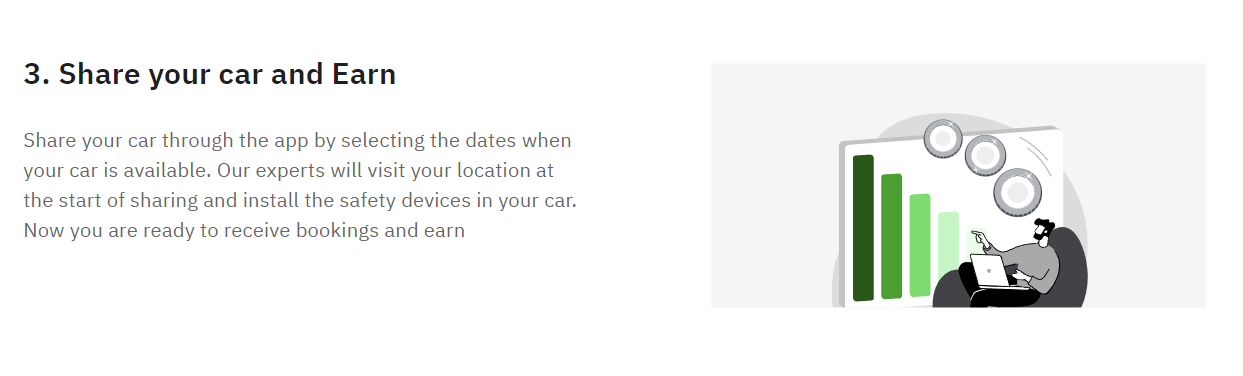 3. Share your car and Earn
Share your car through the app by selecting the dates when
your car is available. Our experts will visit your location at
the start of sharing and install the safety devices in your car.
Now you are ready to receive bookings and earn